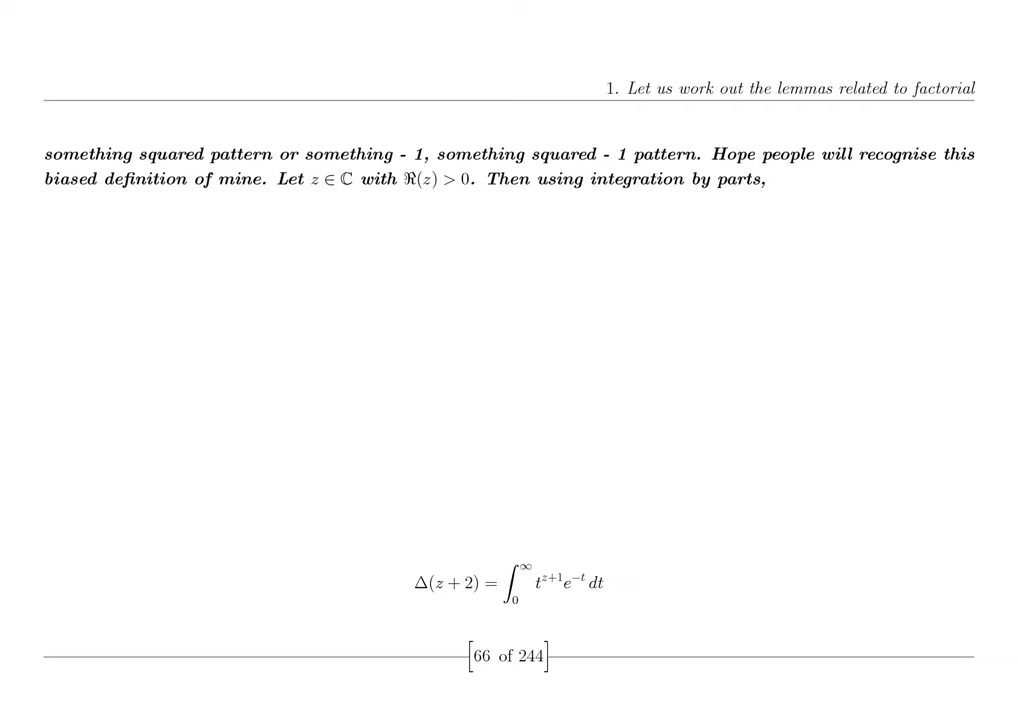 1. Let us work out the lemmas related to factorial
something squared pattern or something - 1, something squared - 1 pattern. Hope people will recognise this
biased definition of mine. Let z ∈ ℂ with ℜ(z) > 0. Then using integration by parts,
Δ(z + 2) = ∫₀^∞ t^{z+1}e^{−t} dt
[66 of 244]